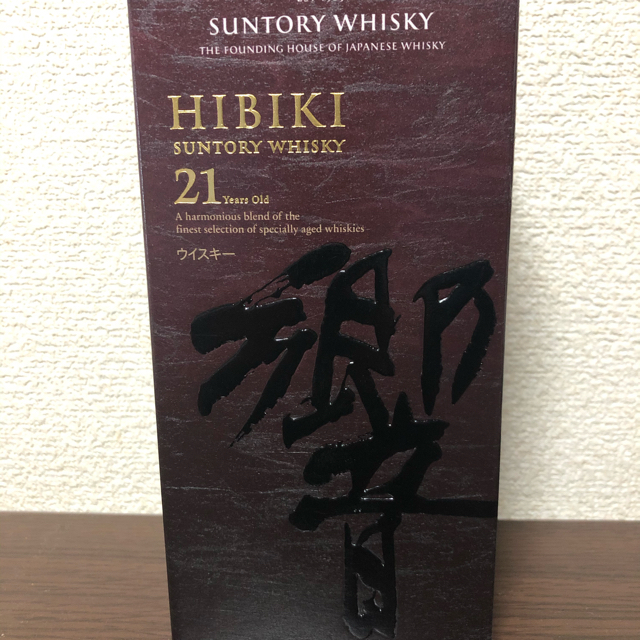 SUNTORY WHISKY
THE FOUNDING HOUSE OF JAPANESE WHISKY
HIBIKI
SUNTORY WHISKY
21 Years Old
A harmonious blend of the
finest selection of specially aged whiskies
ウイスキー
響